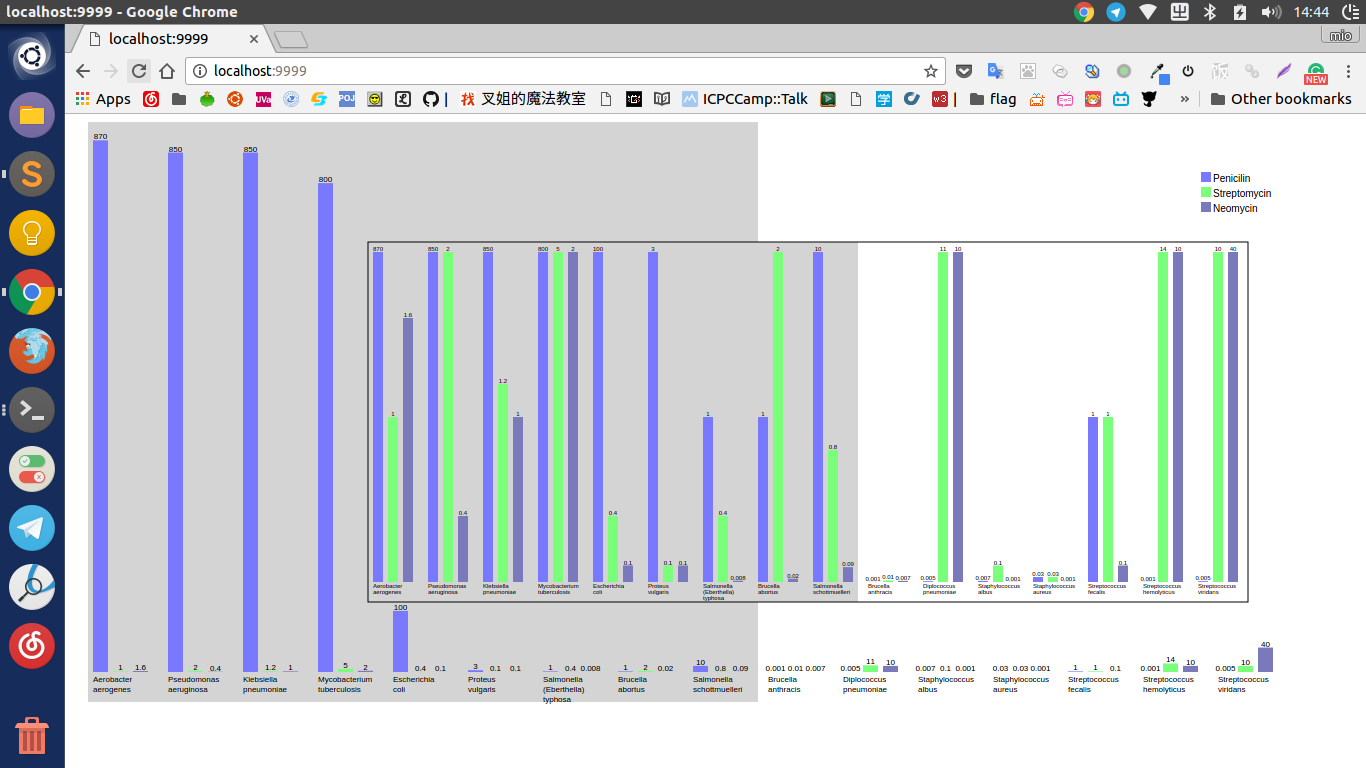 localhost:9999 - Google Chrome
14:44
localhost:9999
mio
localhost:9999
NEW
Apps
UVa
POJ
找 叉姐的魔法教室
ICPCCamp::Talk
学
w3
flag
»
Other bookmarks
870
850
850
800
Penicilin
Streptomycin
Neomycin
870 850 2 850 800 5 2 100 3 2 10 11 10 14 10 10 40
1.6
1.2
1 1 1 1 1 1
0.8
0.4 0.4 0.4
0.1 0.1 0.1 0.008 0.02 0.09 0.001 0.01 0.007 0.005 0.007 0.1 0.001 0.03 0.03 0.001 0.1 0.001 0.005
Aerobacter aerogenes
Pseudomonas aeruginosa
Klebsiella pneumoniae
Mycobacterium tuberculosis
Escherichia coli
Proteus vulgaris
Salmonella (Eberthella) typhosa
Brucella abortus
Salmonella schottmuelleri
Brucella anthracis
Diplococcus pneumoniae
Staphylococcus albus
Staphylococcus aureus
Streptococcus fecalis
Streptococcus hemolyticus
Streptococcus viridans
100
1 1.6 2 0.4 1.2 1 5 2 0.4 0.1 3 0.1 0.1 1 0.4 0.008 1 2 0.02 10 0.8 0.09 0.001 0.01 0.007 0.005 11 10 0.007 0.1 0.001 0.03 0.03 0.001 1 1 0.1 0.001 14 10 0.005 10 40
Aerobacter aerogenes
Pseudomonas aeruginosa
Klebsiella pneumoniae
Mycobacterium tuberculosis
Escherichia coli
Proteus vulgaris
Salmonella (Eberthella) typhosa
Brucella abortus
Salmonella schottmuelleri
Brucella anthracis
Diplococcus pneumoniae
Staphylococcus albus
Staphylococcus aureus
Streptococcus fecalis
Streptococcus hemolyticus
Streptococcus viridans